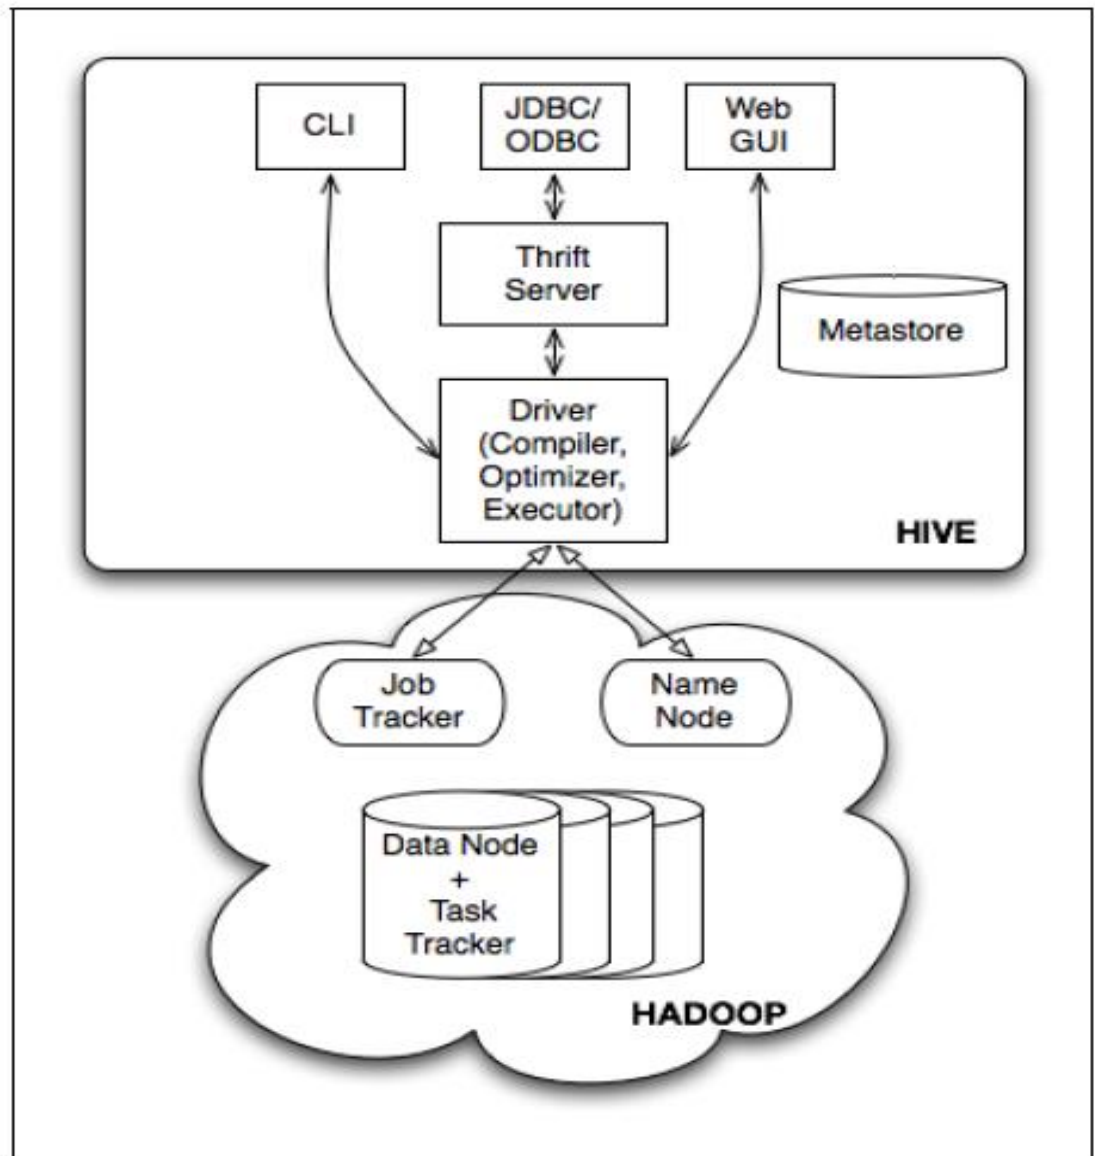 CLI
JDBC/
ODBC
Web
GUI
Thrift
Server
Metastore
Driver
(Compiler,
Optimizer,
Executor)
HIVE
Job
Tracker
Name
Node
Data Node
+
Task
Tracker
HADOOP